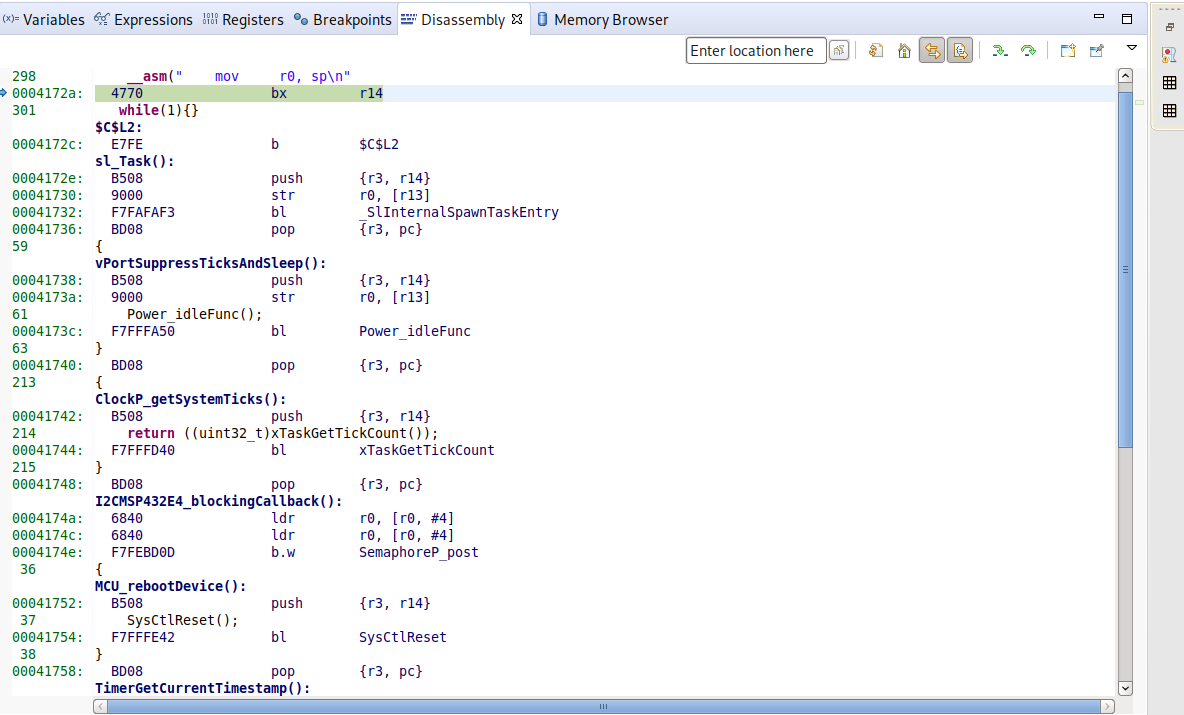 (x)= Variables Expressions 1010 0101 Registers Breakpoints Disassembly Memory Browser
Enter location here
298 __asm(" mov r0, sp\n"
0004172a: 4770 bx r14
301 while(1){}
$C$L2:
0004172c: E7FE b $C$L2
sl_Task():
0004172e: B508 push {r3, r14}
00041730: 9000 str r0, [r13]
00041732: F7FAFAF3 bl _SlInternalSpawnTaskEntry
00041736: BD08 pop {r3, pc}
59 {
vPortSuppressTicksAndSleep():
00041738: B508 push {r3, r14}
0004173a: 9000 str r0, [r13]
61 Power_idleFunc();
0004173c: F7FFFA50 bl Power_idleFunc
63 }
00041740: BD08 pop {r3, pc}
213 {
ClockP_getSystemTicks():
00041742: B508 push {r3, r14}
214 return ((uint32_t)xTaskGetTickCount());
00041744: F7FFFD40 bl xTaskGetTickCount
215 }
00041748: BD08 pop {r3, pc}
I2CMSP432E4_blockingCallback():
0004174a: 6840 ldr r0, [r0, #4]
0004174c: 6840 ldr r0, [r0, #4]
0004174e: F7FEBD0D b.w SemaphoreP_post
36 {
MCU_rebootDevice():
00041752: B508 push {r3, r14}
37 SysCtlReset();
00041754: F7FFFE42 bl SysCtlReset
38 }
00041758: BD08 pop {r3, pc}
TimerGetCurrentTimestamp():